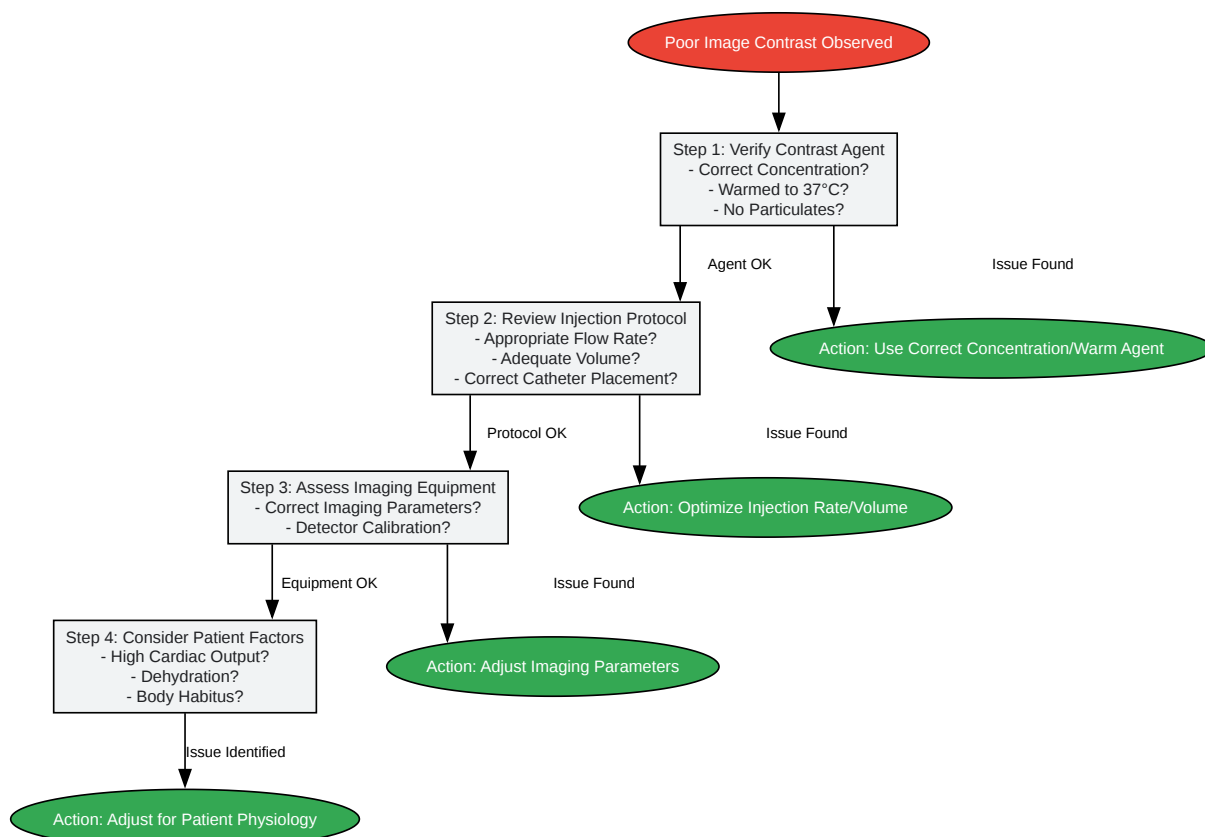 Poor Image Contrast Observed
Step 1: Verify Contrast Agent
- Correct Concentration?
- Warmed to 37°C?
- No Particulates?
Agent OK
Issue Found
Step 2: Review Injection Protocol
- Appropriate Flow Rate?
- Adequate Volume?
- Correct Catheter Placement?
Action: Use Correct Concentration/Warm Agent
Protocol OK
Issue Found
Step 3: Assess Imaging Equipment
- Correct Imaging Parameters?
- Detector Calibration?
Action: Optimize Injection Rate/Volume
Equipment OK
Issue Found
Step 4: Consider Patient Factors
- High Cardiac Output?
- Dehydration?
- Body Habitus?
Action: Adjust Imaging Parameters
Issue Identified
Action: Adjust for Patient Physiology